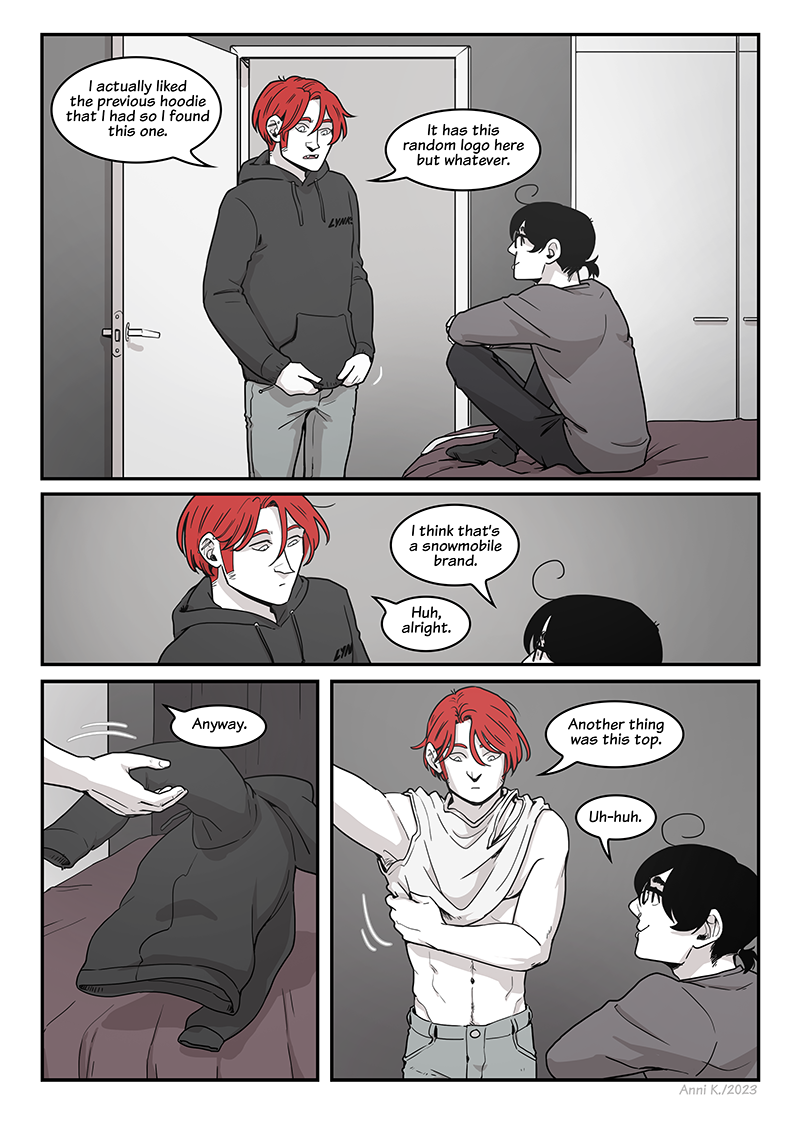 I actually liked
the previous hoodie
that I had so I found
this one.
It has this
random logo here
but whatever.
LYNX
I think that's
a snowmobile
brand.
Huh,
alright.
Anyway.
Another thing
was this top.
Uh-huh.
Anni K./2023